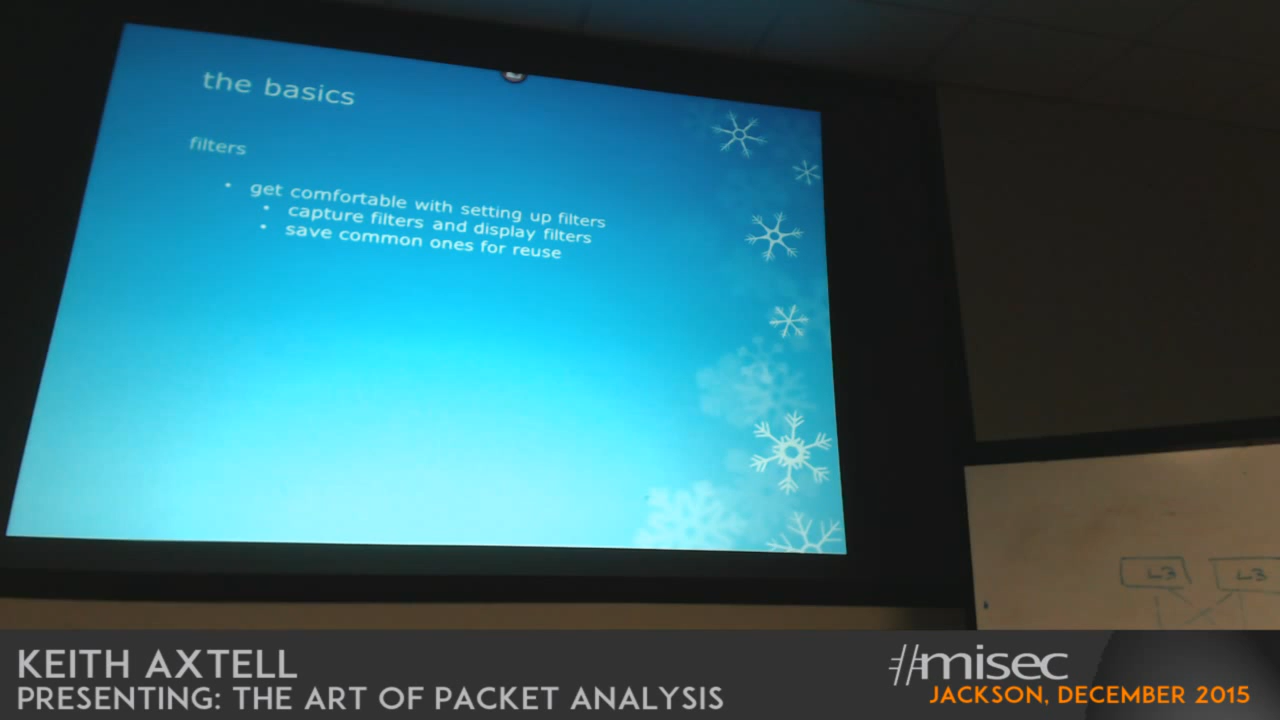 the basics
filters
• get comfortable with setting up filters
• capture filters and display filters
• save common ones for reuse
L3
L3
KEITH AXTELL
PRESENTING: THE ART OF PACKET ANALYSIS
#misec
JACKSON, DECEMBER 2015